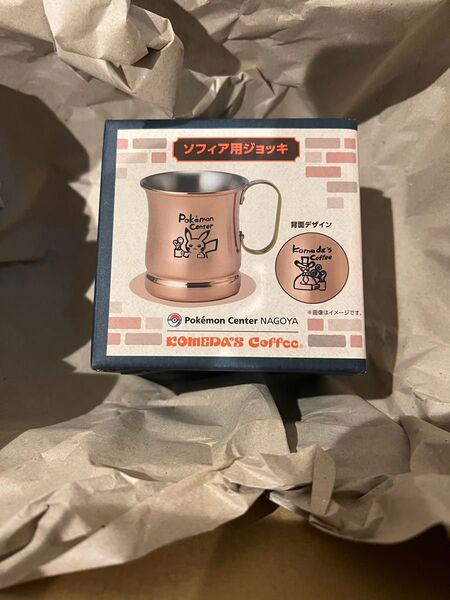 ソフィア用ジョッキ
Pokémon
Center
背面デザイン
Komeda's
Coffee
※画像はイメージです。
Pokémon Center NAGOYA
KOMEDA'S Coffee®